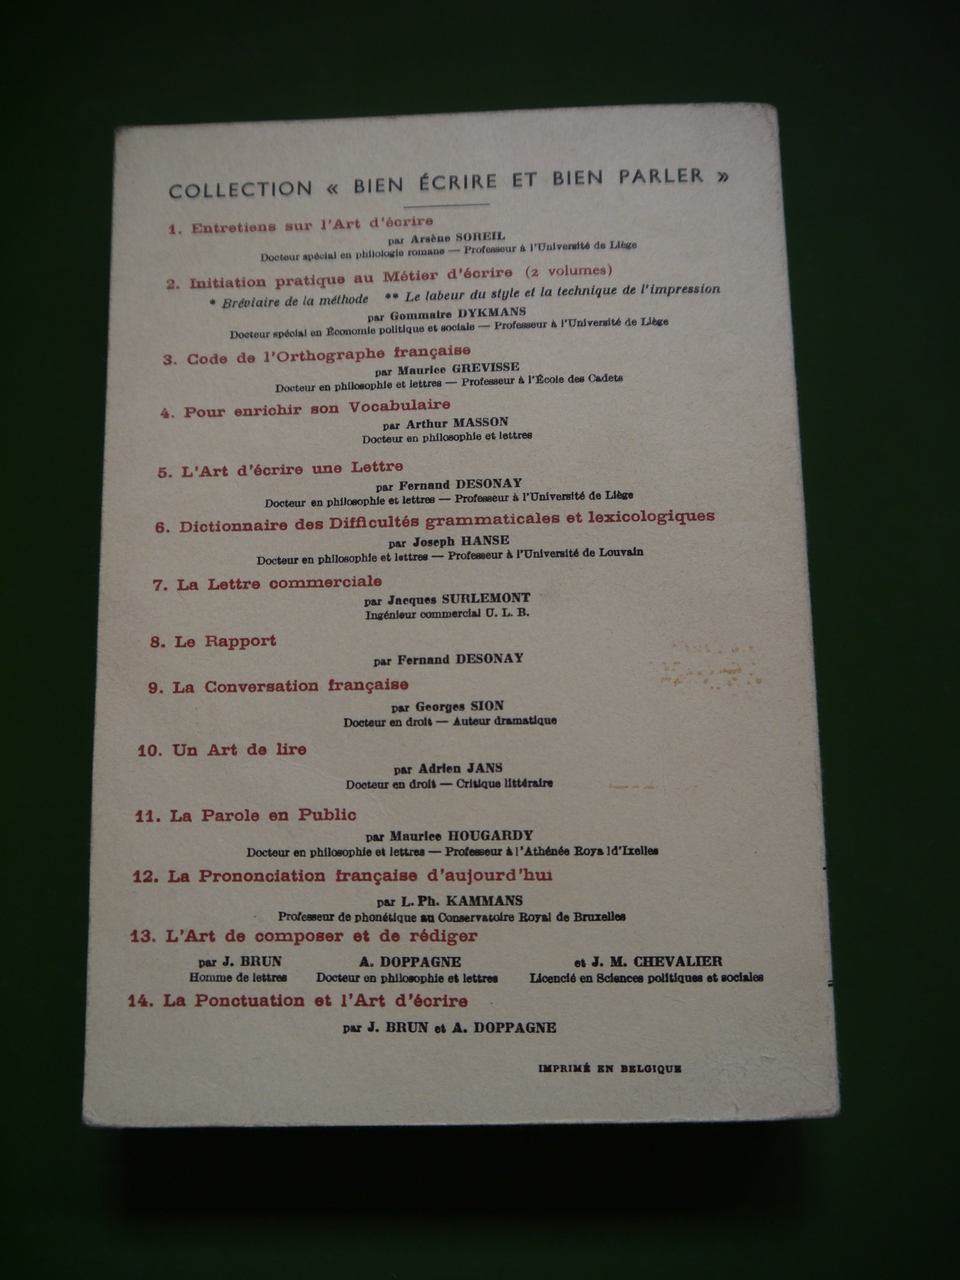 COLLECTION « BIEN ÉCRIRE ET BIEN PARLER »
1. Entretiens sur l'Art d'écrire
par Arsène SOREIL
Docteur spécial en philologie romane — Professeur à l'Université de Liège
2. Initiation pratique au Métier d'écrire (2 volumes)
* Bréviaire de la méthode ** Le labeur du style et la technique de l'impression
par Gommaire DYKMANS
Docteur spécial en Économie politique et sociale — Professeur à l'Université de Liège
3. Code de l'Orthographe française
par Maurice GREVISSE
Docteur en philosophie et lettres — Professeur à l'École des Cadets
4. Pour enrichir son Vocabulaire
par Arthur MASSON
Docteur en philosophie et lettres
5. L'Art d'écrire une Lettre
par Fernand DESONAY
Docteur en philosophie et lettres — Professeur à l'Université de Liège
6. Dictionnaire des Difficultés grammaticales et lexicologiques
par Joseph HANSE
Docteur en philosophie et lettres — Professeur à l'Université de Louvain
7. La Lettre commerciale
par Jacques SURLEMONT
Ingénieur commercial U. L. B.
8. Le Rapport
par Fernand DESONAY
9. La Conversation française
par Georges SION
Docteur en droit — Auteur dramatique
10. Un Art de lire
par Adrien JANS
Docteur en droit — Critique littéraire
11. La Parole en Public
par Maurice HOUGARDY
Docteur en philosophie et lettres — Professeur à l'Athénée Roya ld'Ixelles
12. La Prononciation française d'aujourd'hui
par L. Ph. KAMMANS
Professeur de phonétique au Conservatoire Royal de Bruxelles
13. L'Art de composer et de rédiger
par J. BRUN A. DOPPAGNE et J. M. CHEVALIER
Homme de lettres Docteur en philosophie et lettres Licencié en Sciences politiques et sociales
14. La Ponctuation et l'Art d'écrire
par J. BRUN et A. DOPPAGNE
IMPRIMÉ EN BELGIQUE